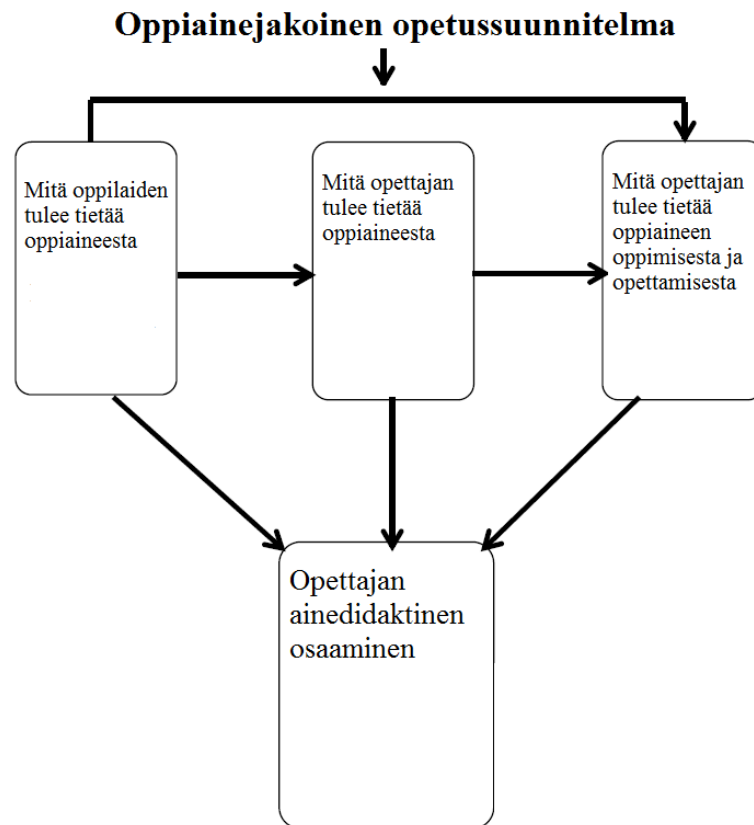 Oppiainejakoinen opetussuunnitelma
Mitä oppilaiden
tulee tietää
oppiaineesta
Mitä opettajan
tulee tietää
oppiaineesta
Mitä opettajan
tulee tietää
oppiaineen
oppimisesta ja
opettamisesta
Opettajan
ainedidaktinen
osaaminen